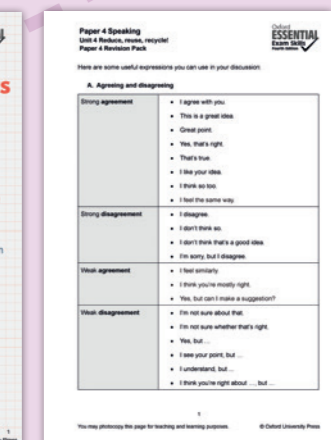 Paper 4 Speaking
Unit 4 Reduce, reuse, recycle!
Paper 4 Revision Pack
Oxford
ESSENTIAL
Exam Skills
Fourth Edition
Here are some useful expressions you can use in your discussion:
A. Agreeing and disagreeing
Strong agreement
• I agree with you.
• This is a great idea.
• Great point.
• Yes, that's right.
• That's true.
• I like your idea.
• I think so too.
• I feel the same way.
Strong disagreement
• I disagree.
• I don't think so.
• I don't think that's a good idea.
• I'm sorry, but I disagree.
Weak agreement
• I feel similarly.
• I think you're mostly right.
• Yes, but can I make a suggestion?
Weak disagreement
• I'm not sure about that.
• I'm not sure whether that's right.
• Yes, but ...
• I see your point, but ...
• I understand, but ...
• I think you're right about ..., but ...
1
You may photocopy this page for teaching and learning purposes.
© Oxford University Press